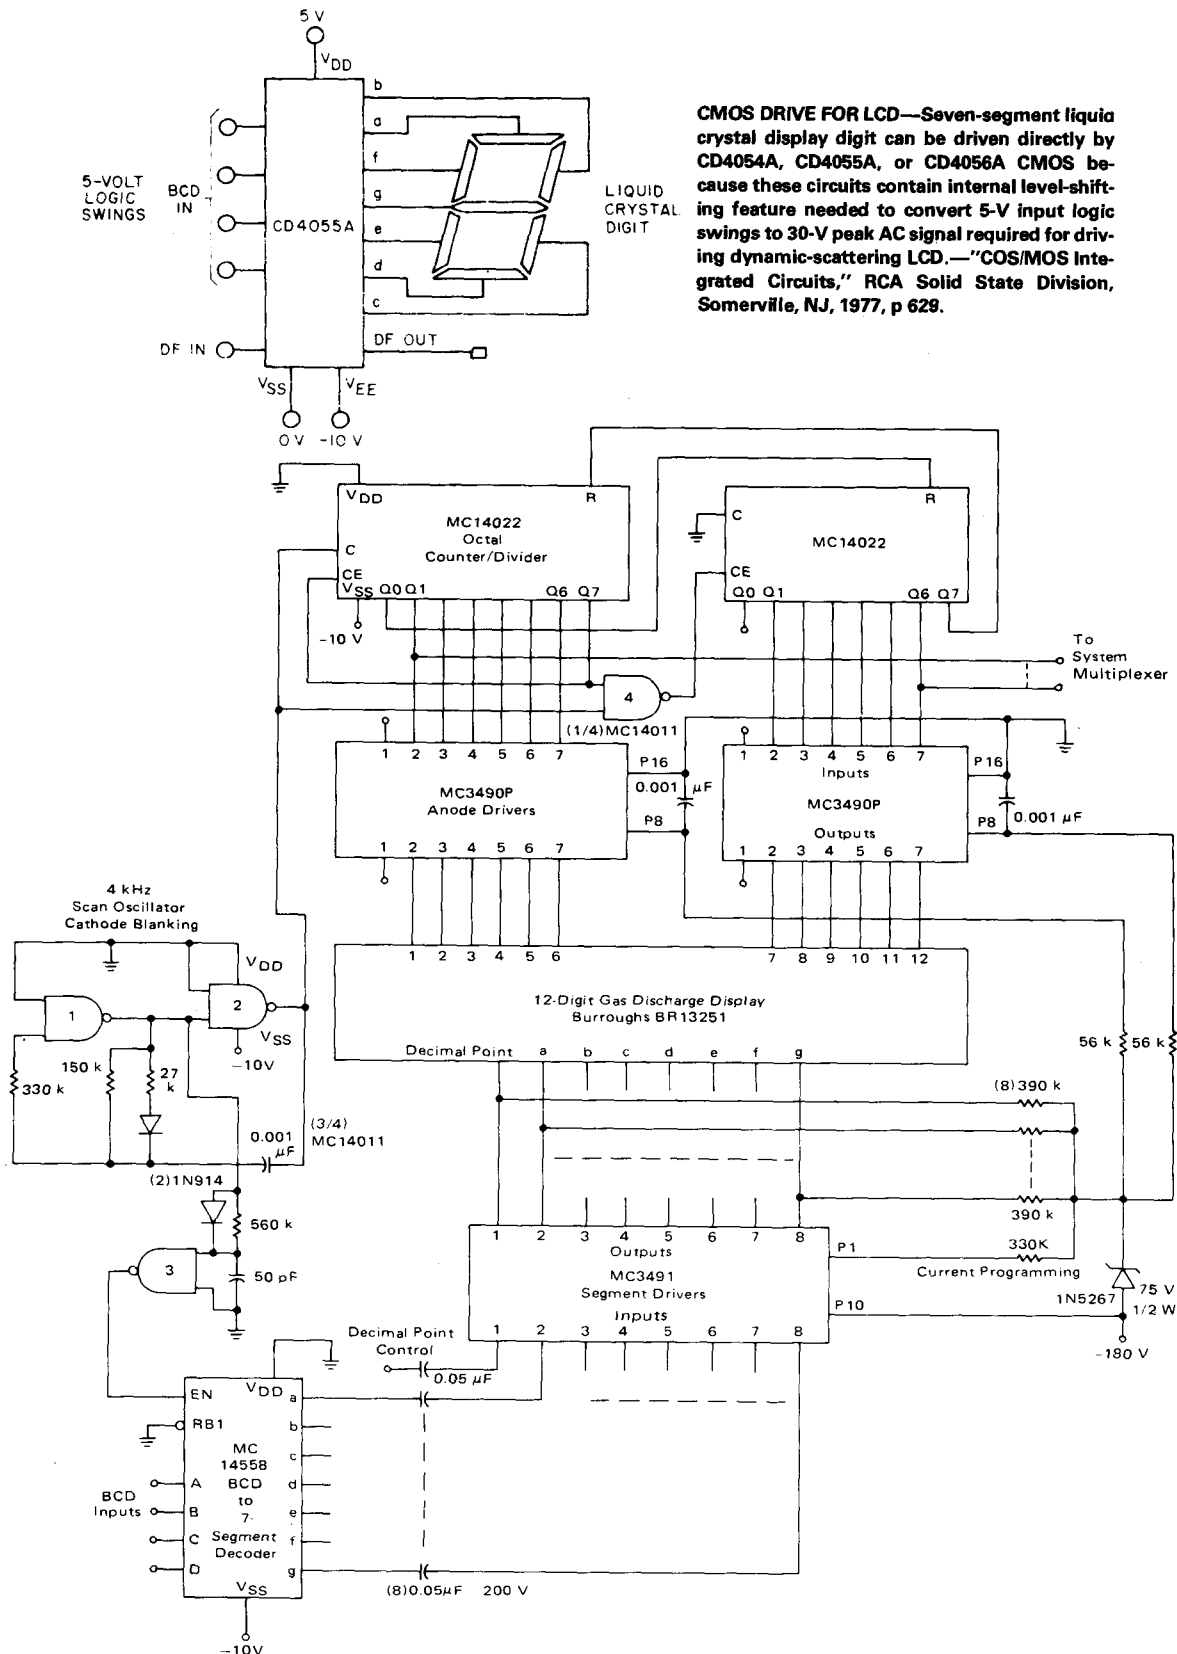 5 V
VDD
b
a
f
g
e
d
c
5-VOLT
LOGIC
SWINGS
BCD
IN
CD4055A
LIQUID
CRYSTAL
DIGIT
DF IN
DF OUT
VSS
VEE
0 V
-10 V
CMOS DRIVE FOR LCD—Seven-segment liquid
crystal display digit can be driven directly by
CD4054A, CD4055A, or CD4056A CMOS be-
cause these circuits contain internal level-shift-
ing feature needed to convert 5-V input logic
swings to 30-V peak AC signal required for driv-
ing dynamic-scattering LCD.—"COS/MOS Inte-
grated Circuits," RCA Solid State Division,
Somerville, NJ, 1977, p 629.
VDD
R
MC14022
Octal
Counter/Divider
C
CE
VSS
Q0 Q1
Q6 Q7
-10 V
R
C
MC14022
CE
Q0 Q1
Q6 Q7
To
System
Multiplexer
4
(1/4)MC14011
1 2 3 4 5 6 7
P16
MC3490P
Anode Drivers
P8
1 2 3 4 5 6 7
0.001 µF
1 2 3 4 5 6 7
Inputs
P16
MC3490P
P8
Outputs
1 2 3 4 5 6 7
0.001 µF
4 kHz
Scan Oscillator
Cathode Blanking
VDD
1
2
VSS
-10V
150 k
27 k
330 k
0.001 µF
(3/4)
MC14011
(2)1N914
560 k
3
50 pF
1 2 3 4 5 6
7 8 9 10 11 12
12-Digit Gas Discharge Display
Burroughs BR13251
Decimal Point a b c d e f g
56 k
56 k
(8)390 k
390 k
1 2 3 4 5 6 7 8
Outputs
P1
330K
MC3491
Segment Drivers
Current Programming
P10
Inputs
1 2 3 4 5 6 7 8
1N5267
75 V
1/2 W
-180 V
Decimal Point
Control
0.05 µF
EN
VDD
a
RB1
b
MC
14558
BCD
to
7-
Segment
Decoder
c
d
e
f
g
BCD
Inputs
A
B
C
D
VSS
-10V
(8)0.05µF 200 V